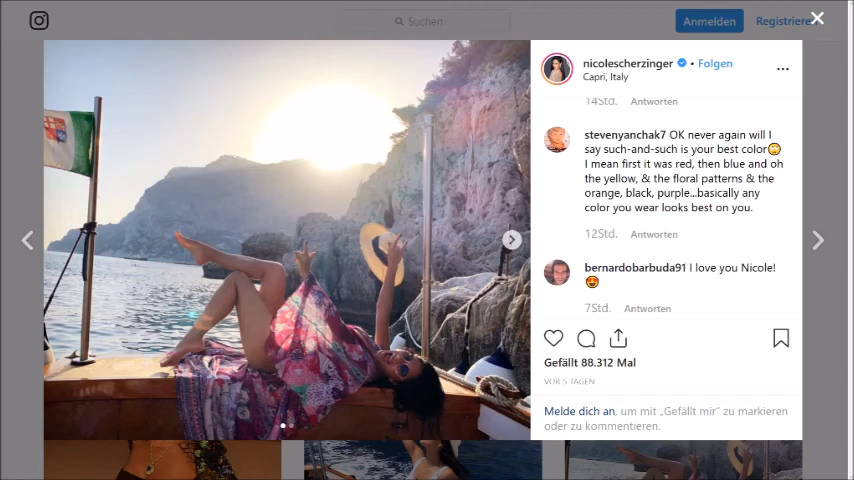 Suchen
Anmelden
Registriere
nicolescherzinger • Folgen
Capri, Italy
14Std. Antworten
stevenyanchak7 OK never again will I
say such-and-such is your best color🙄
I mean first it was red, then blue and oh
the yellow, & the floral patterns & the
orange, black, purple...basically any
color you wear looks best on you.
12Std. Antworten
bernardobarbuda91 I love you Nicole!
😍
7Std. Antworten
Gefällt 88.312 Mal
VOR 5 TAGEN
Melde dich an, um mit „Gefällt mir“ zu markieren
oder zu kommentieren.